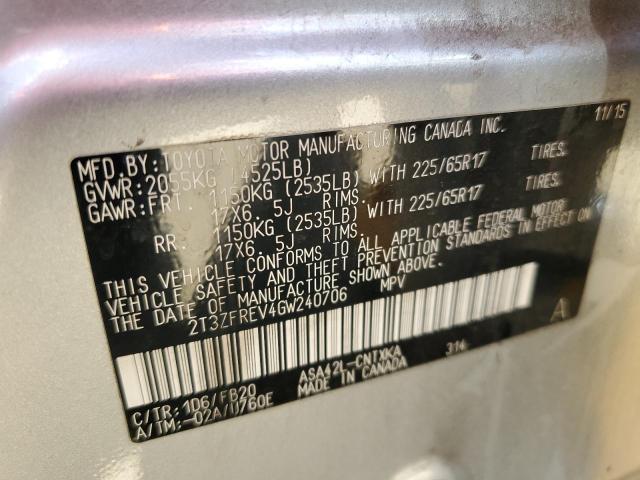 MFD. BY: TOYOTA MOTOR MANUFACTURING CANADA INC. 11/15
GVWR: 2055KG (4525LB)
GAWR: FRT. 1150KG (2535LB) WITH 225/65R17 TIRES.
17X6. 5J RIMS.
RR. 1150KG (2535LB) WITH 225/65R17 TIRES.
17X6. 5J RIMS.
THIS VEHICLE CONFORMS TO ALL APPLICABLE FEDERAL MOTOR
VEHICLE SAFETY AND THEFT PREVENTION STANDARDS IN EFFECT ON
THE DATE OF MANUFACTURE SHOWN ABOVE.
2T3ZFREV4GW240706 MPV
A
C/TR: 1D6/FB20 ASA42L-CNTXKA 314
A/TM: -02A/U760E MADE IN CANADA